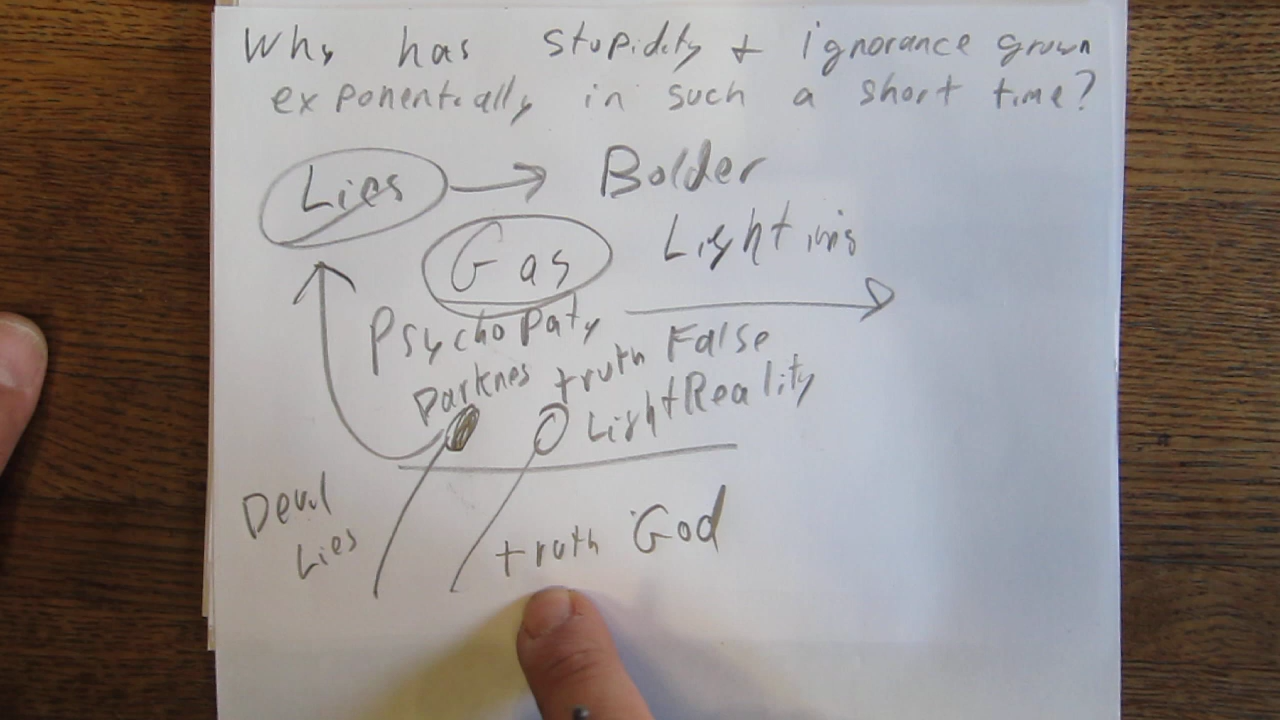 Why has stupidity + ignorance grown
exponentially in such a short time?
Lies → Bolder
Gas Lighting
Psychopaty
Darknes truth False
Light Reality
Devil
Lies
truth God